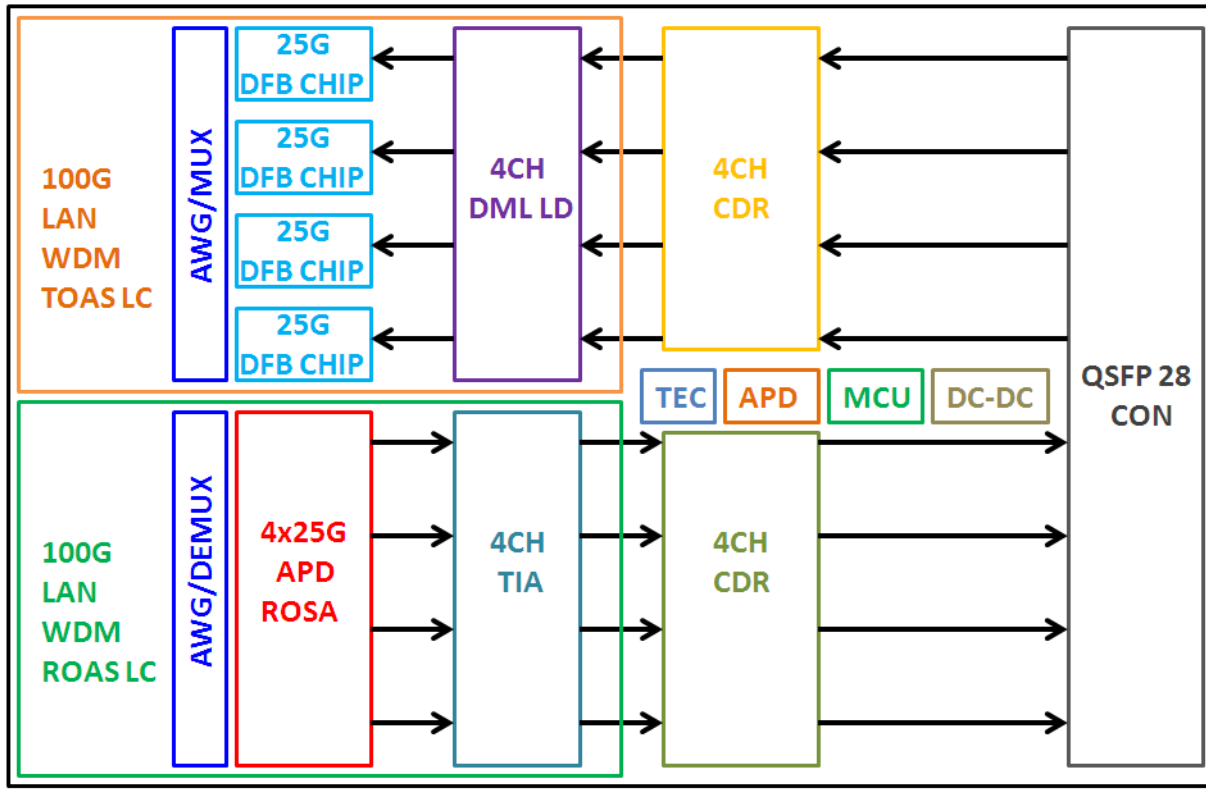 100G
LAN
WDM
TOAS LC
AWG/MUX
25G
DFB CHIP
25G
DFB CHIP
25G
DFB CHIP
25G
DFB CHIP
4CH
DML LD
4CH
CDR
QSFP 28
CON
TEC
APD
MCU
DC-DC
100G
LAN
WDM
ROAS LC
AWG/DEMUX
4x25G
APD
ROSA
4CH
TIA
4CH
CDR